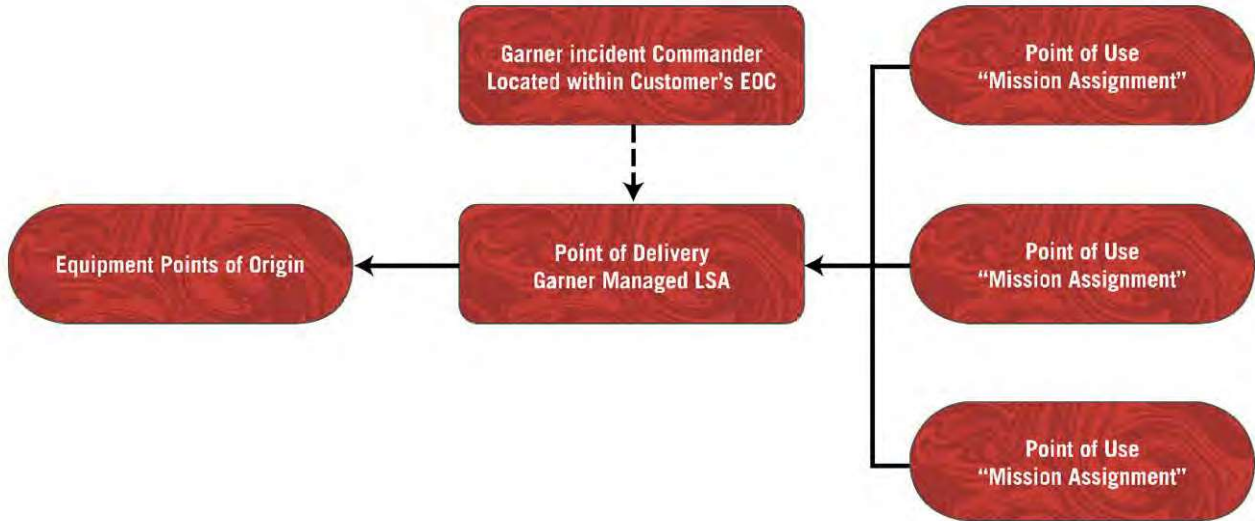 Garner incident Commander
Located within Customer's EOC
Point of Use
“Mission Assignment”
Equipment Points of Origin
Point of Delivery
Garner Managed LSA
Point of Use
“Mission Assignment”
Point of Use
“Mission Assignment”